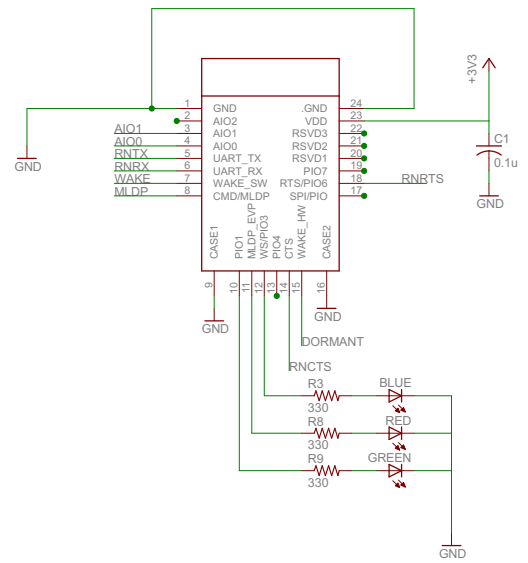 +3V3
1 GND .GND 24
2 AIO2 VDD 23
AIO1 3 AIO1 RSVD3 22
AIO0 4 AIO0 RSVD2 21
RNTX 5 UART_TX RSVD1 20
RNRX 6 UART_RX PIO7 19
WAKE 7 WAKE_SW RTS/PIO6 18 RNRTS
MLDP 8 CMD/MLDP SPI/PIO 17
C1
0.1u
GND
GND
CASE1
PIO1
MLDP_EVP
WS/PIO3
PIO4
CTS
WAKE_HW
CASE2
9
10
11
12
13
14
15
16
GND
GND
DORMANT
RNCTS
R3 BLUE
330
R8 RED
330
R9 GREEN
330
GND